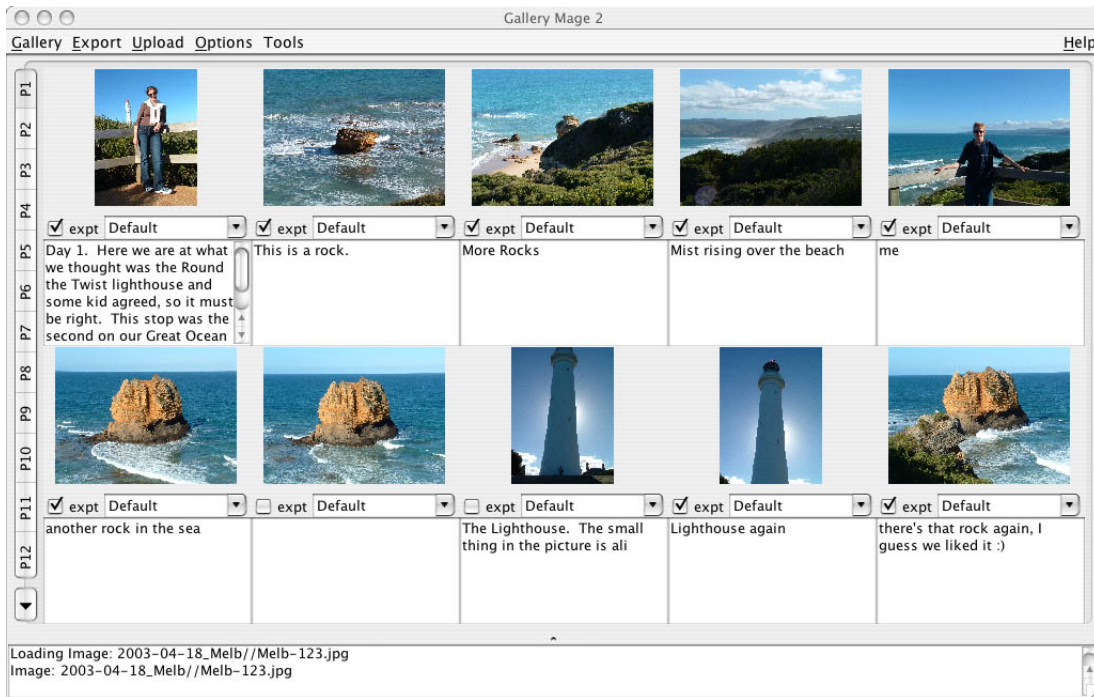 Gallery Mage 2
Gallery Export Upload Options Tools Help
P1
P2
P3
P4
P5
P6
P7
P8
P9
P10
P11
P12
expt Default
expt Default
expt Default
expt Default
expt Default
Day 1. Here we are at what
we thought was the Round
the Twist lighthouse and
some kid agreed, so it must
be right. This stop was the
second on our Great Ocean
This is a rock.
More Rocks
Mist rising over the beach
me
expt Default
expt Default
expt Default
expt Default
expt Default
another rock in the sea
The Lighthouse. The small
thing in the picture is ali
Lighthouse again
there's that rock again, I
guess we liked it :)
Loading Image: 2003-04-18_Melb//Melb-123.jpg
Image: 2003-04-18_Melb//Melb-123.jpg